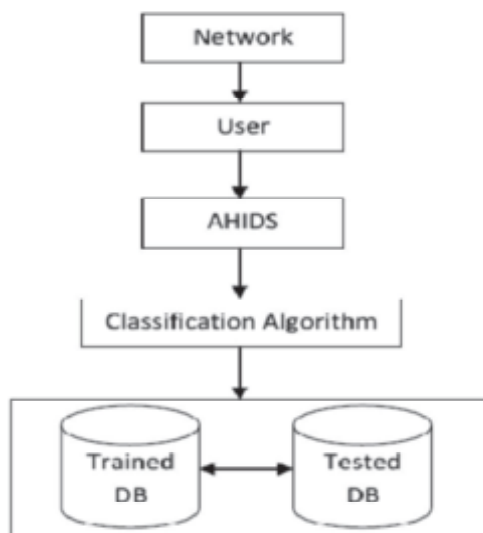 Network
User
AHIDS
Classification Algorithm
Trained
DB
Tested
DB